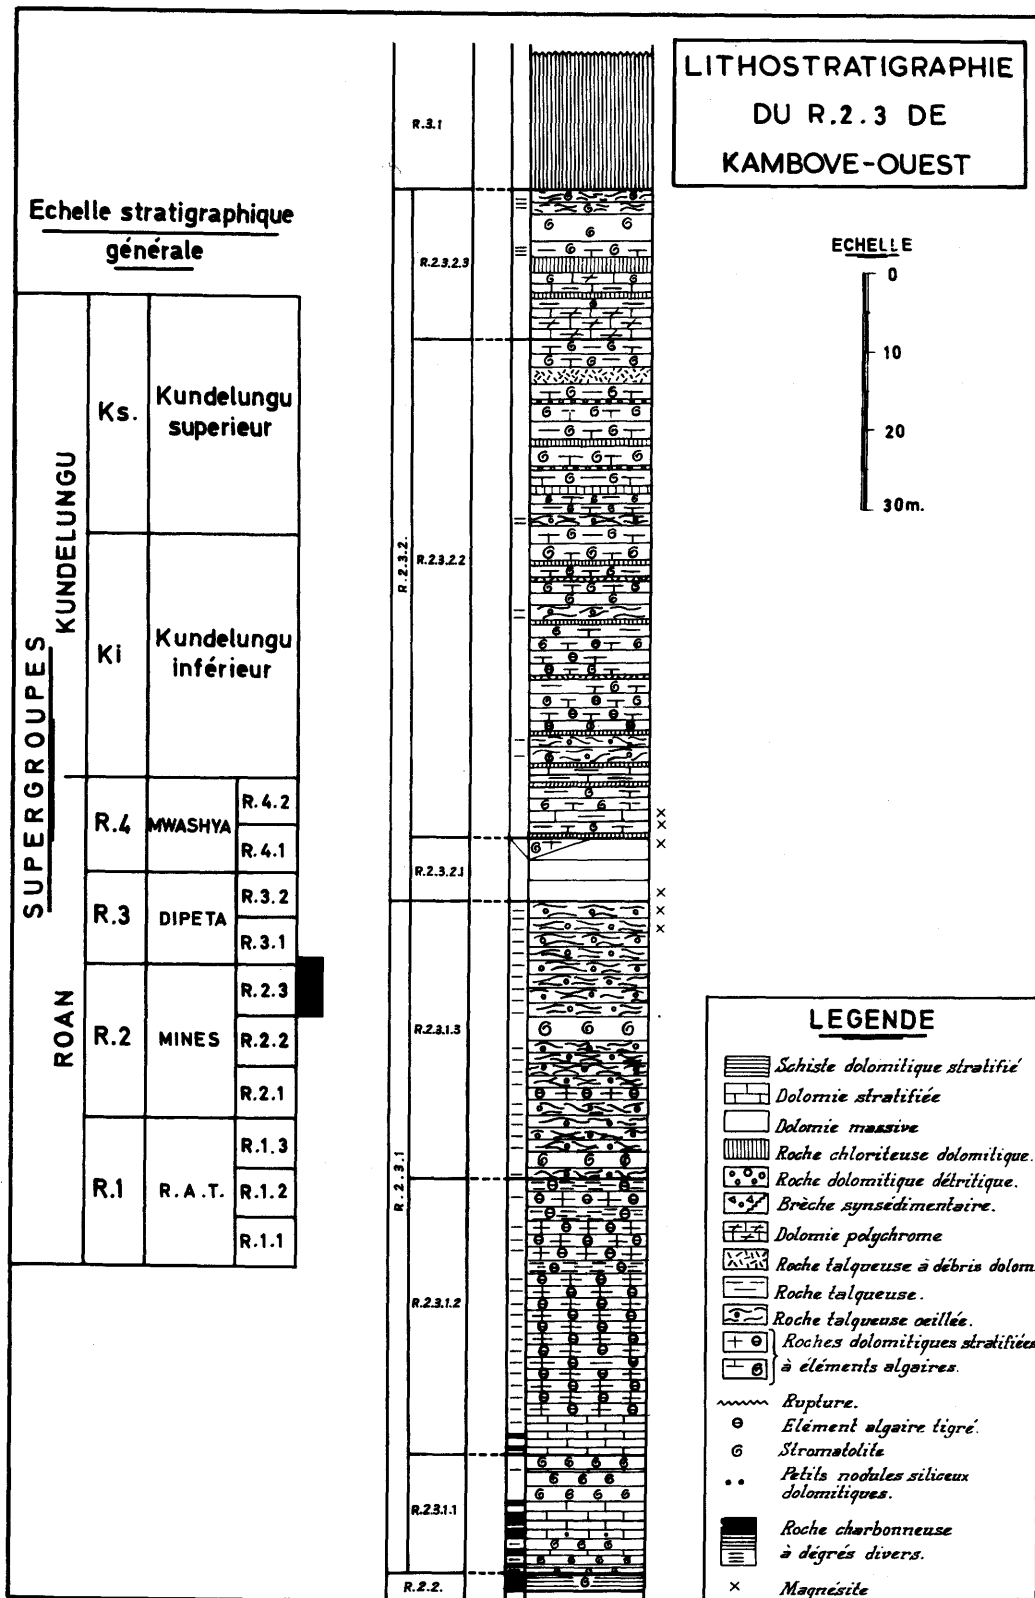 LITHOSTRATIGRAPHIE
DU R.2.3 DE
KAMBOVE-OUEST
Echelle stratigraphique
générale
SUPERGROUPES
KUNDELUNGU
Ks.
Kundelungu
superieur
Ki
Kundelungu
inférieur
ROAN
R.4
MWASHYA
R.4.2
R.4.1
R.3
DIPETA
R.3.2
R.3.1
R.2
MINES
R.2.3
R.2.2
R.2.1
R.1
R.A.T.
R.1.3
R.1.2
R.1.1
R.3.1
R.2.3.2.
R.2.3.2.3
R.2.3.2.2
R.2.3.2.1
R.2.3.1
R.2.3.1.3
R.2.3.1.2
R.2.3.1.1
R.2.2.
ECHELLE
0
10
20
30m.
LEGENDE
Schiste dolomitique stratifié
Dolomie stratifiée
Dolomie massive
Roche chloriteuse dolomitique.
Roche dolomitique détritique.
Brèche synsédimentaire.
Dolomie polychrome
Roche talqueuse à débris dolom
Roche talqueuse.
Roche talqueuse oeillée.
Roches dolomitiques stratifiées
à éléments algaires.
Rupture.
Elément algaire tigré.
Stromatolite
Petits nodules siliceux
dolomitiques.
Roche charbonneuse
à dégrés divers.
Magnésite